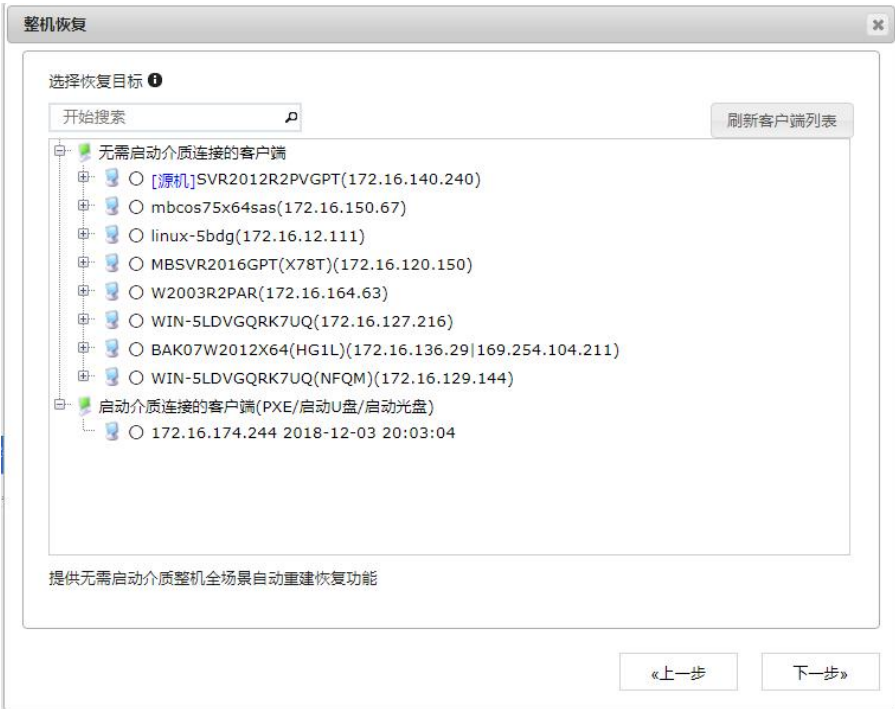 整机恢复
选择恢复目标
开始搜索
刷新客户端列表
无需启动介质连接的客户端
[源机]SVR2012R2PVGPT(172.16.140.240)
mbcos75x64sas(172.16.150.67)
linux-5bdg(172.16.12.111)
MBSVR2016GPT(X78T)(172.16.120.150)
W2003R2PAR(172.16.164.63)
WIN-5LDVGQRK7UQ(172.16.127.216)
BAK07W2012X64(HG1L)(172.16.136.29|169.254.104.211)
WIN-5LDVGQRK7UQ(NFQM)(172.16.129.144)
启动介质连接的客户端(PXE/启动U盘/启动光盘)
172.16.174.244 2018-12-03 20:03:04
提供无需启动介质整机全场景自动重建恢复功能
«上一步
下一步»